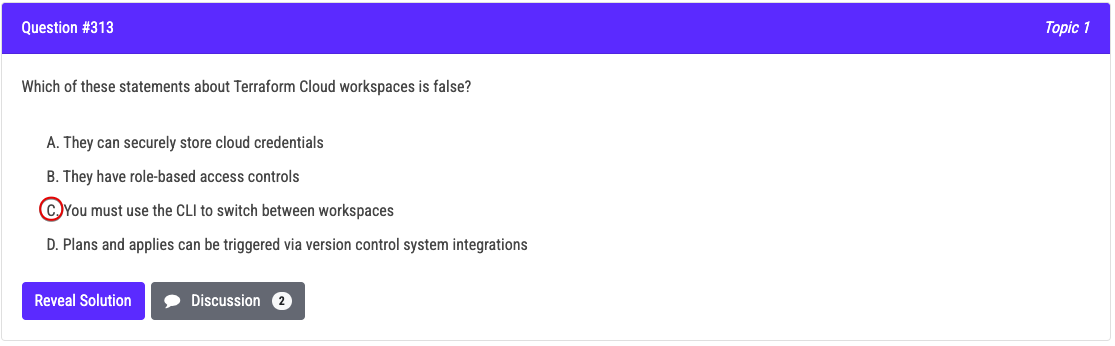 Question #313
Topic 1
Which of these statements about Terraform Cloud workspaces is false?
A. They can securely store cloud credentials
B. They have role-based access controls
C. You must use the CLI to switch between workspaces
D. Plans and applies can be triggered via version control system integrations
Reveal Solution
Discussion 2